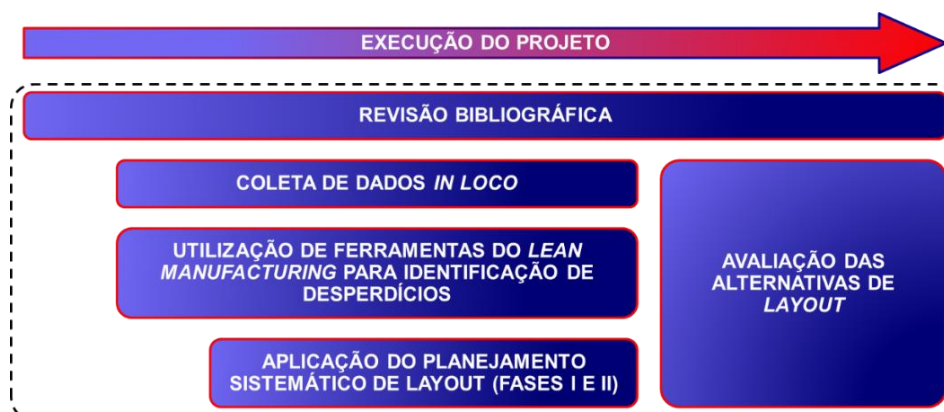 EXECUÇÃO DO PROJETO
REVISÃO BIBLIOGRÁFICA
COLETA DE DADOS IN LOCO
UTILIZAÇÃO DE FERRAMENTAS DO LEAN
MANUFACTURING PARA IDENTIFICAÇÃO DE
DESPERDÍCIOS
APLICAÇÃO DO PLANEJAMENTO
SISTEMÁTICO DE LAYOUT (FASES I E II)
AVALIAÇÃO DAS
ALTERNATIVAS DE
LAYOUT